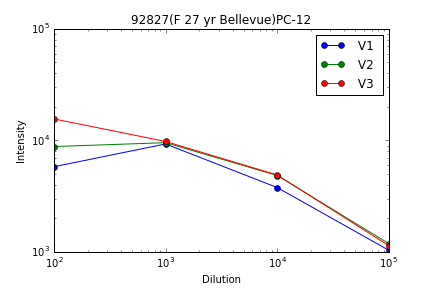 92827(F 27 yr Bellevue)PC-12
10^5
10^4
10^3
Intensity
V1
V2
V3
10^2 10^3 10^4 10^5
Dilution